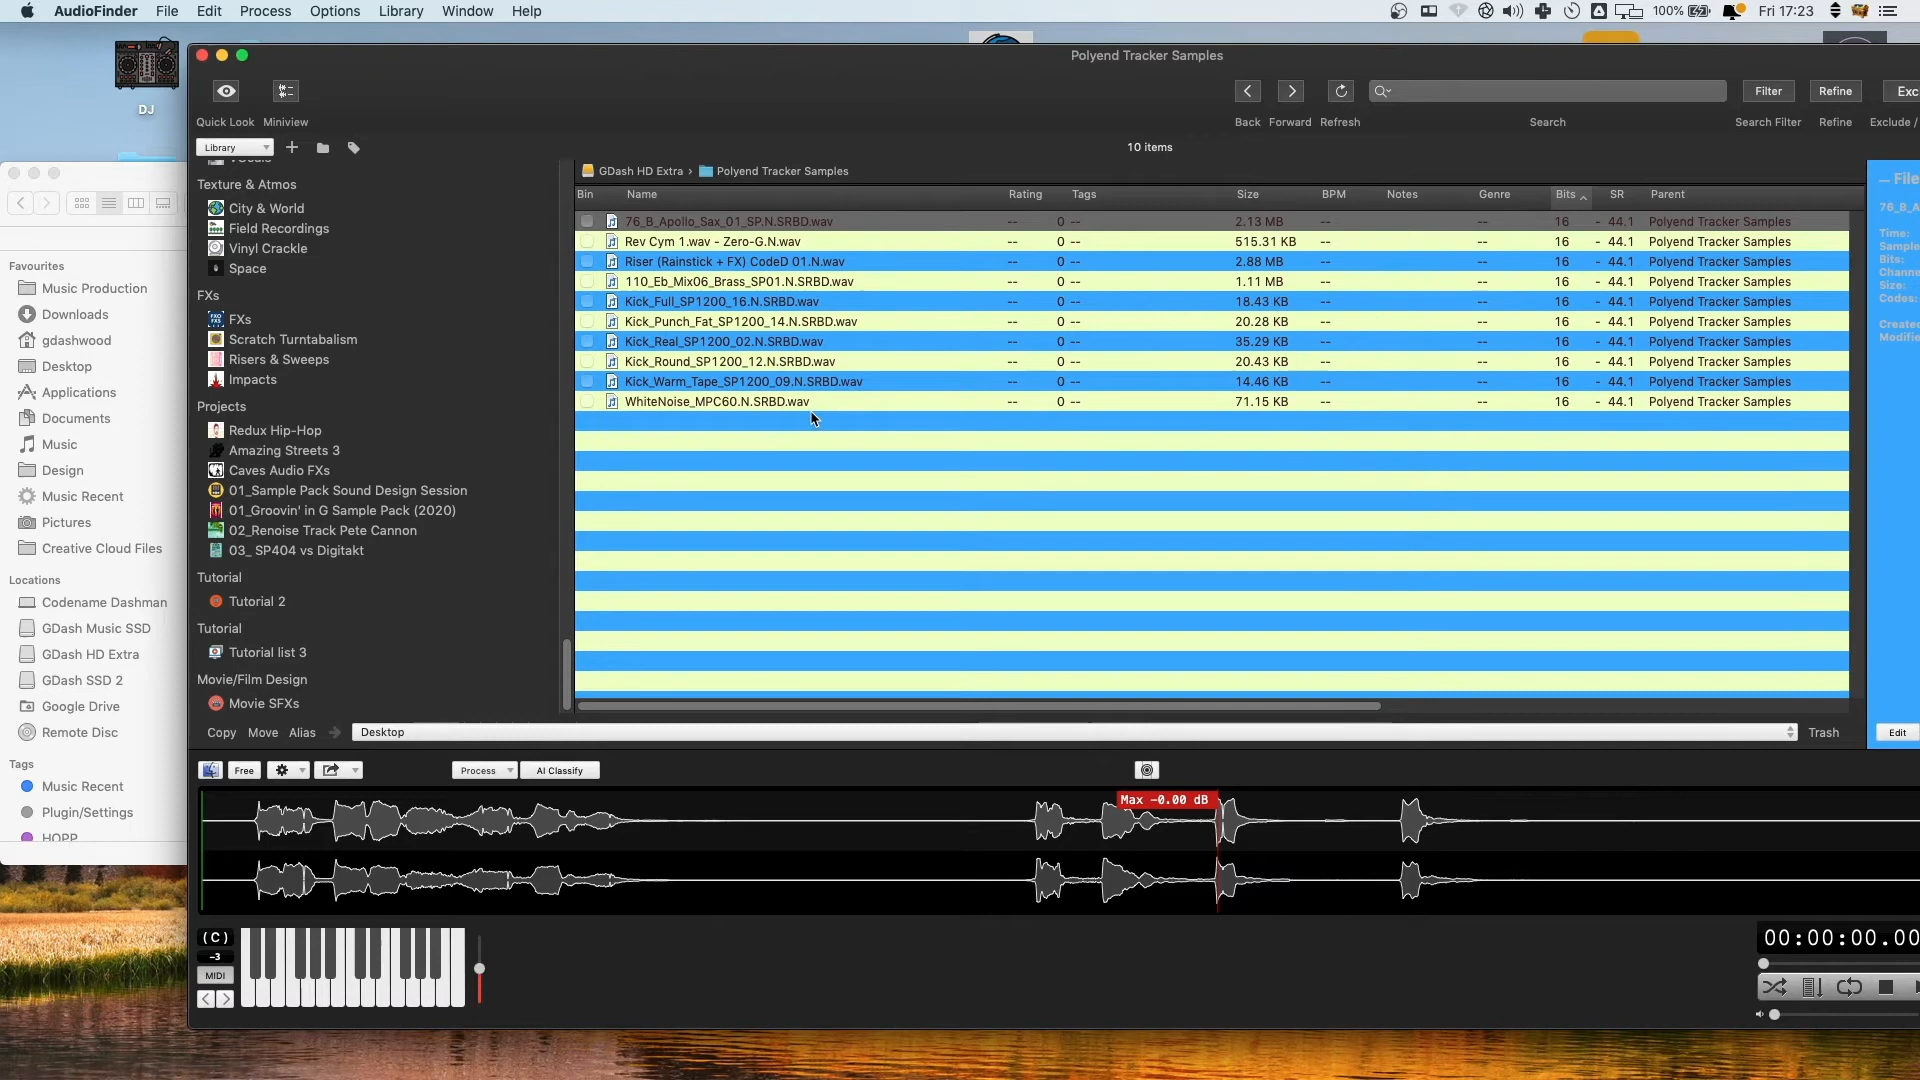 AudioFinder File Edit Process Options Library Window Help 100% Fri 17:23
Polyend Tracker Samples
DJ
Filter Refine Exc
Quick Look Miniview Back Forward Refresh Search Search Filter Refine Exclude /
Library 10 items
GDash HD Extra › Polyend Tracker Samples
Bin Name Rating Tags Size BPM Notes Genre Bits SR Parent
76_B_Apollo_Sax_01_SP.N.SRBD.wav -- 0 -- 2.13 MB -- -- -- 16 - 44.1 Polyend Tracker Samples
Rev Cym 1.wav - Zero-G.N.wav -- 0 -- 515.31 KB -- -- -- 16 - 44.1 Polyend Tracker Samples
Riser (Rainstick + FX) CodeD 01.N.wav -- 0 -- 2.88 MB -- -- -- 16 - 44.1 Polyend Tracker Samples
110_Eb_Mix06_Brass_SP01.N.SRBD.wav -- 0 -- 1.11 MB -- -- -- 16 - 44.1 Polyend Tracker Samples
Kick_Full_SP1200_16.N.SRBD.wav -- 0 -- 18.43 KB -- -- -- 16 - 44.1 Polyend Tracker Samples
Kick_Punch_Fat_SP1200_14.N.SRBD.wav -- 0 -- 20.28 KB -- -- -- 16 - 44.1 Polyend Tracker Samples
Kick_Real_SP1200_02.N.SRBD.wav -- 0 -- 35.29 KB -- -- -- 16 - 44.1 Polyend Tracker Samples
Kick_Round_SP1200_12.N.SRBD.wav -- 0 -- 20.43 KB -- -- -- 16 - 44.1 Polyend Tracker Samples
Kick_Warm_Tape_SP1200_09.N.SRBD.wav -- 0 -- 14.46 KB -- -- -- 16 - 44.1 Polyend Tracker Samples
WhiteNoise_MPC60.N.SRBD.wav -- 0 -- 71.15 KB -- -- -- 16 - 44.1 Polyend Tracker Samples
— File
76_B_A
Time:
Sample
Bits:
Channe
Size:
Codes:
Created
Modifie
Texture & Atmos
City & World
Field Recordings
Vinyl Crackle
Space
FXs
FXs
Scratch Turntabalism
Risers & Sweeps
Impacts
Projects
Redux Hip-Hop
Amazing Streets 3
Caves Audio FXs
01_Sample Pack Sound Design Session
01_Groovin' in G Sample Pack (2020)
02_Renoise Track Pete Cannon
03_ SP404 vs Digitakt
Tutorial
Tutorial 2
Tutorial
Tutorial list 3
Movie/Film Design
Movie SFXs
Favourites
Music Production
Downloads
gdashwood
Desktop
Applications
Documents
Music
Design
Music Recent
Pictures
Creative Cloud Files
Locations
Codename Dashman
GDash Music SSD
GDash HD Extra
GDash SSD 2
Google Drive
Remote Disc
Tags
Music Recent
Plugin/Settings
HOPP
Copy Move Alias Desktop Trash Edit
Free Process AI Classify
Max -0.00 dB
(C)
-3
MIDI
00:00:00.00